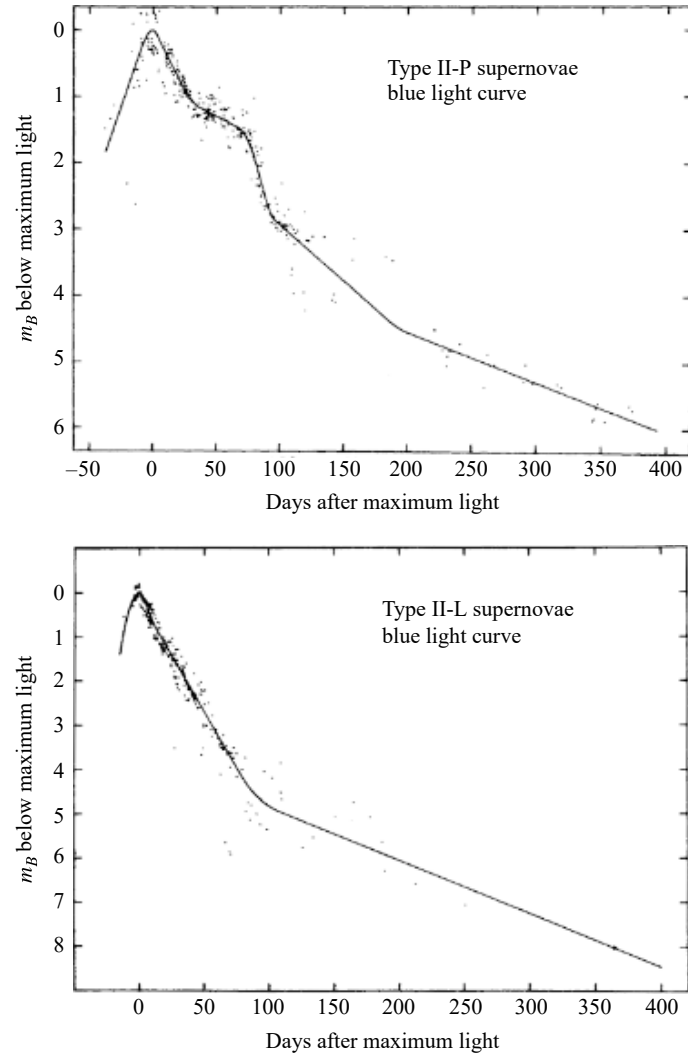 0
1
2
3
4
5
6
m_B below maximum light
Type II-P supernovae
blue light curve
–50 0 50 100 150 200 250 300 350 400
Days after maximum light
0
1
2
3
4
5
6
7
8
m_B below maximum light
Type II-L supernovae
blue light curve
0 50 100 150 200 250 300 350 400
Days after maximum light